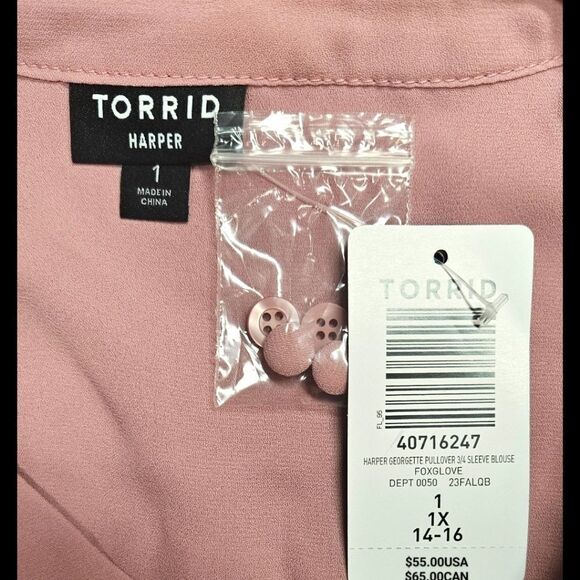 TORRID
HARPER
1
MADE IN
CHINA
TORRID
FL_95
40716247
HARPER GEORGETTE PULLOVER 3/4 SLEEVE BLOUSE
FOXGLOVE
DEPT 0050 23FALQB
1
1X
14-16
$55.00USA
$65.00CAN